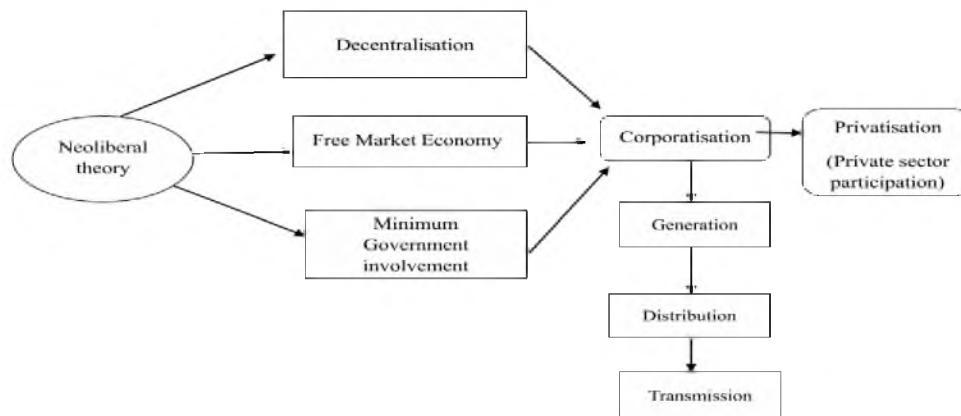 Decentralisation
Neoliberal
theory
Free Market Economy
Minimum
Government
involvement
Corporatisation
Privatisation
(Private sector
participation)
Generation
Distribution
Transmission